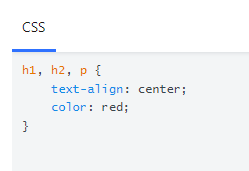 CSS
h1, h2, p {
    text-align: center;
    color: red;
}